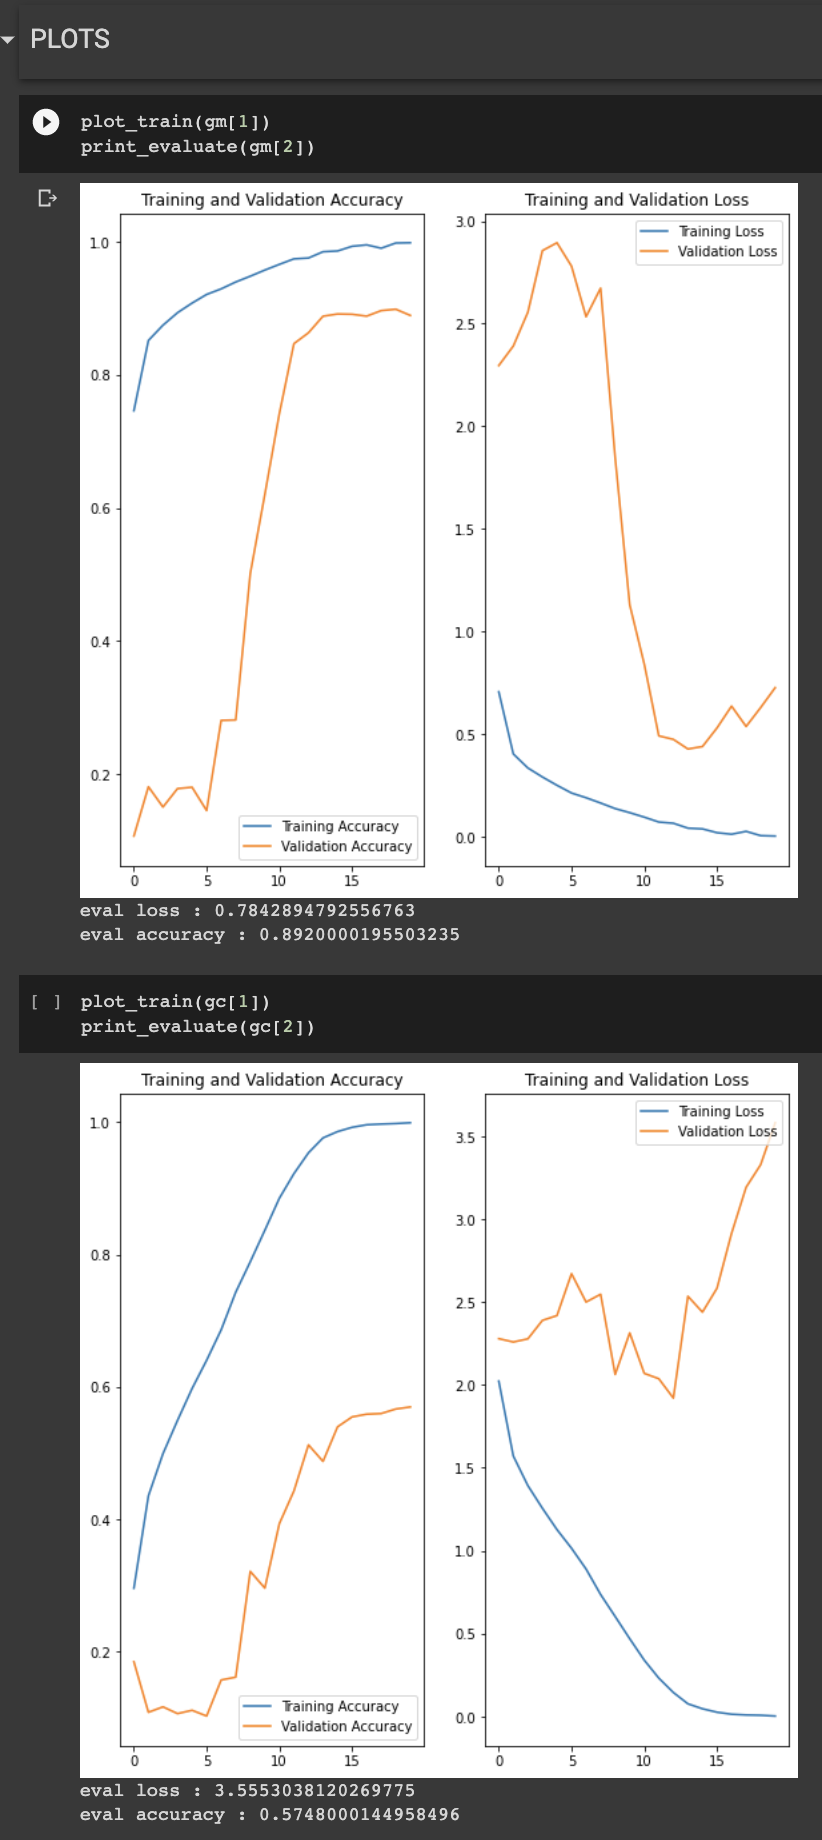 PLOTS
plot_train(gm[1])
print_evaluate(gm[2])
Training and Validation Accuracy
1.0
0.8
0.6
0.4
0.2
Training Accuracy
Validation Accuracy
0 5 10 15
Training and Validation Loss
3.0
Training Loss
Validation Loss
2.5
2.0
1.5
1.0
0.5
0.0
0 5 10 15
eval loss : 0.7842894792556763
eval accuracy : 0.8920000195503235
[ ] plot_train(gc[1])
print_evaluate(gc[2])
Training and Validation Accuracy
1.0
0.8
0.6
0.4
0.2
Training Accuracy
Validation Accuracy
0 5 10 15
Training and Validation Loss
Training Loss
Validation Loss
3.5
3.0
2.5
2.0
1.5
1.0
0.5
0.0
0 5 10 15
eval loss : 3.5553038120269775
eval accuracy : 0.5748000144958496